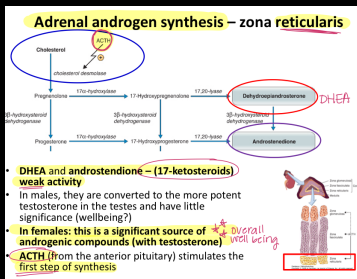 Adrenal androgen synthesis – zona reticularis
ACTH
Cholesterol
cholesterol desmolase
17α-hydroxylase
17,20-lyase
Pregnenolone
17-Hydroxypregnenolone
Dehydroepiandrosterone
DHEA
3β-hydroxysteroid
dehydrogenase
3β-hydroxysteroid
dehydrogenase
3β-hydroxysteroid
dehydrogenase
17α-hydroxylase
17,20-lyase
Progesterone
17-Hydroxyprogesterone
Androstenedione
• DHEA and androstendione – (17-ketosteroids)
weak activity
• In males, they are converted to the more potent
testosterone in the testes and have little
significance (wellbeing?)
• In females: this is a significant source of
androgenic compounds (with testosterone)
overall
well being
• ACTH (from the anterior pituitary) stimulates the
first step of synthesis